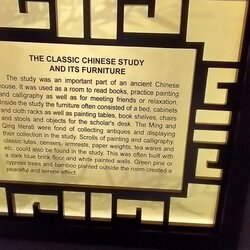 THE CLASSIC CHINESE STUDY
AND ITS FURNITURE
The study was an important part of an ancient Chinese
house. It was used as a room to read books, practice painting
and calligraphy as well as for meeting friends or relaxation.
Inside the study the furniture often consisted of a bed, cabinets
and cloth racks as well as painting tables, book shelves, chairs
and stools and objects for the scholar's desk. The Ming and
Qing literati were fond of collecting antiques and displaying
their collection in the study. Scrolls of painting and calligraphy
classic lutes, censers, armrests, paper weights, tea wares and
etc, could also be found in the study. This was often built with
a dark blue brick floor and white painted walls. Green pine or
cypress trees and bamboo planted outside the room created a
peaceful and serene effect.